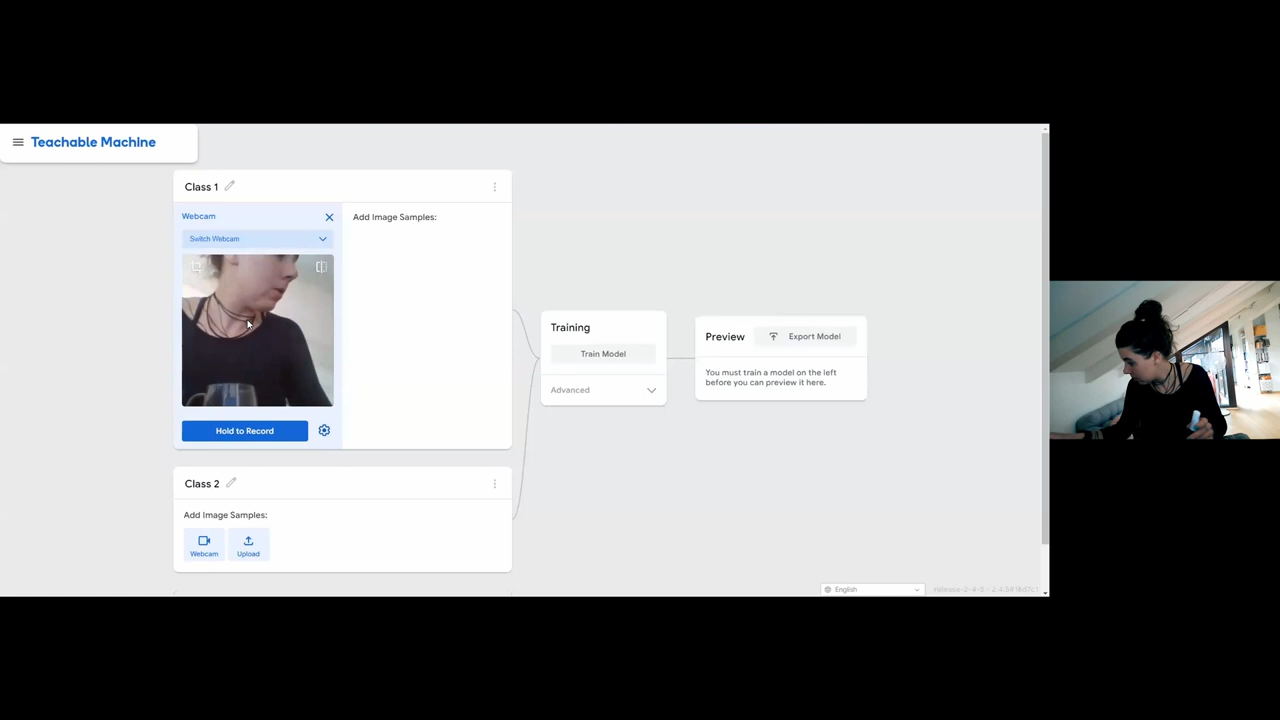 Teachable Machine
Class 1
Webcam
Switch Webcam
Add Image Samples:
Hold to Record
Training
Train Model
Advanced
Preview
Export Model
You must train a model on the left
before you can preview it here.
Class 2
Add Image Samples:
Webcam
Upload
English